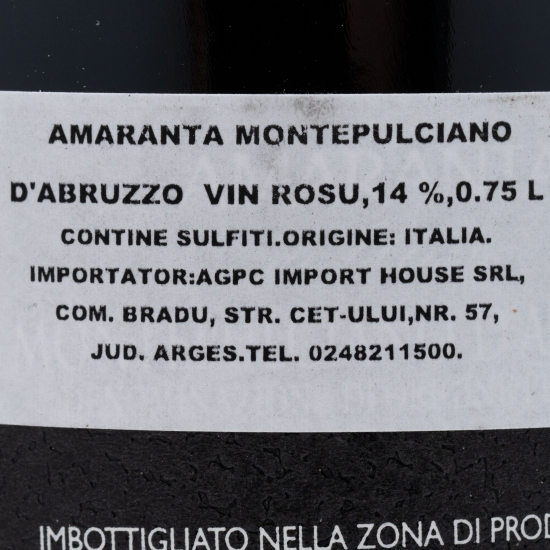 AMARANTA MONTEPULCIANO
D'ABRUZZO VIN ROSU,14 %,0.75 L
CONTINE SULFITI.ORIGINE: ITALIA.
IMPORTATOR:AGPC IMPORT HOUSE SRL,
COM. BRADU, STR. CET-ULUI,NR. 57,
JUD. ARGES.TEL. 0248211500.
IMBOTTIGLIATO NELLA ZONA DI PROD